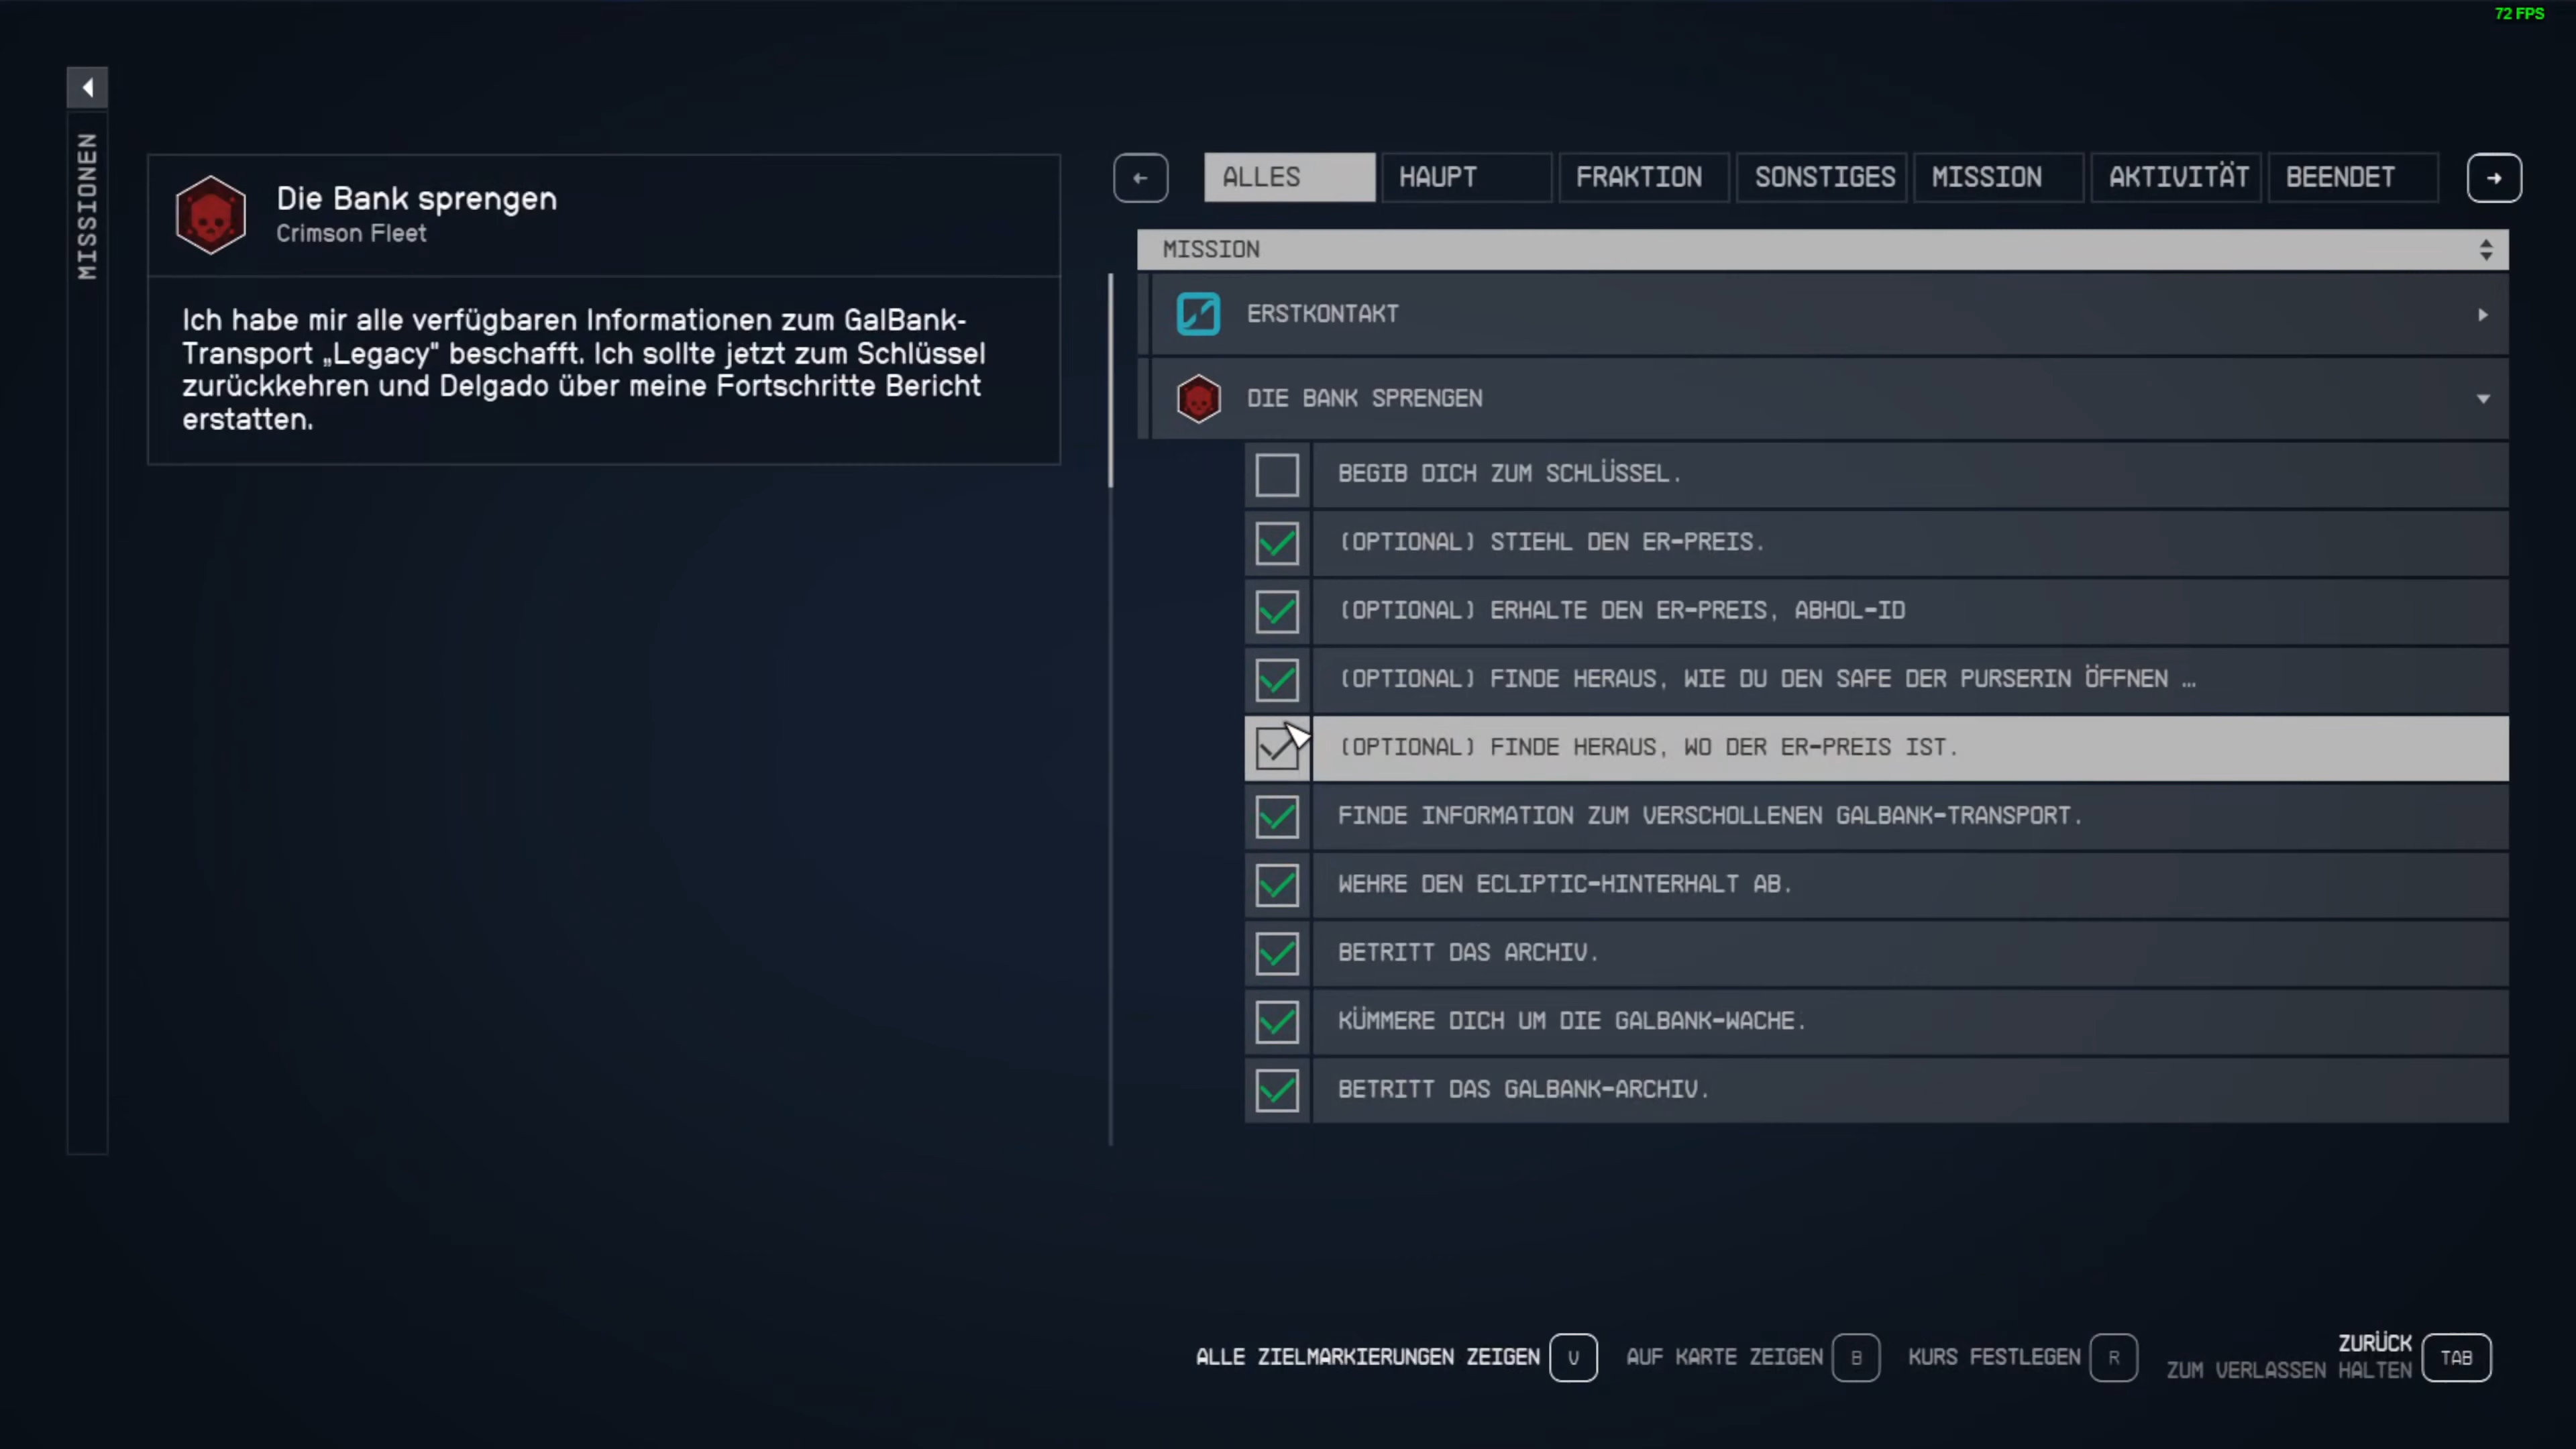 72 FPS
MISSIONEN
Die Bank sprengen
Crimson Fleet
Ich habe mir alle verfügbaren Informationen zum GalBank-
Transport „Legacy" beschafft. Ich sollte jetzt zum Schlüssel
zurückkehren und Delgado über meine Fortschritte Bericht
erstatten.
ALLES HAUPT FRAKTION SONSTIGES MISSION AKTIVITÄT BEENDET
MISSION
ERSTKONTAKT
DIE BANK SPRENGEN
BEGIB DICH ZUM SCHLÜSSEL.
(OPTIONAL) STIEHL DEN ER-PREIS.
(OPTIONAL) ERHALTE DEN ER-PREIS, ABHOL-ID
(OPTIONAL) FINDE HERAUS, WIE DU DEN SAFE DER PURSERIN ÖFFNEN ...
(OPTIONAL) FINDE HERAUS, WO DER ER-PREIS IST.
FINDE INFORMATION ZUM VERSCHOLLENEN GALBANK-TRANSPORT.
WEHRE DEN ECLIPTIC-HINTERHALT AB.
BETRITT DAS ARCHIV.
KÜMMERE DICH UM DIE GALBANK-WACHE.
BETRITT DAS GALBANK-ARCHIV.
ALLE ZIELMARKIERUNGEN ZEIGEN V AUF KARTE ZEIGEN B KURS FESTLEGEN R ZURÜCK TAB
ZUM VERLASSEN HALTEN